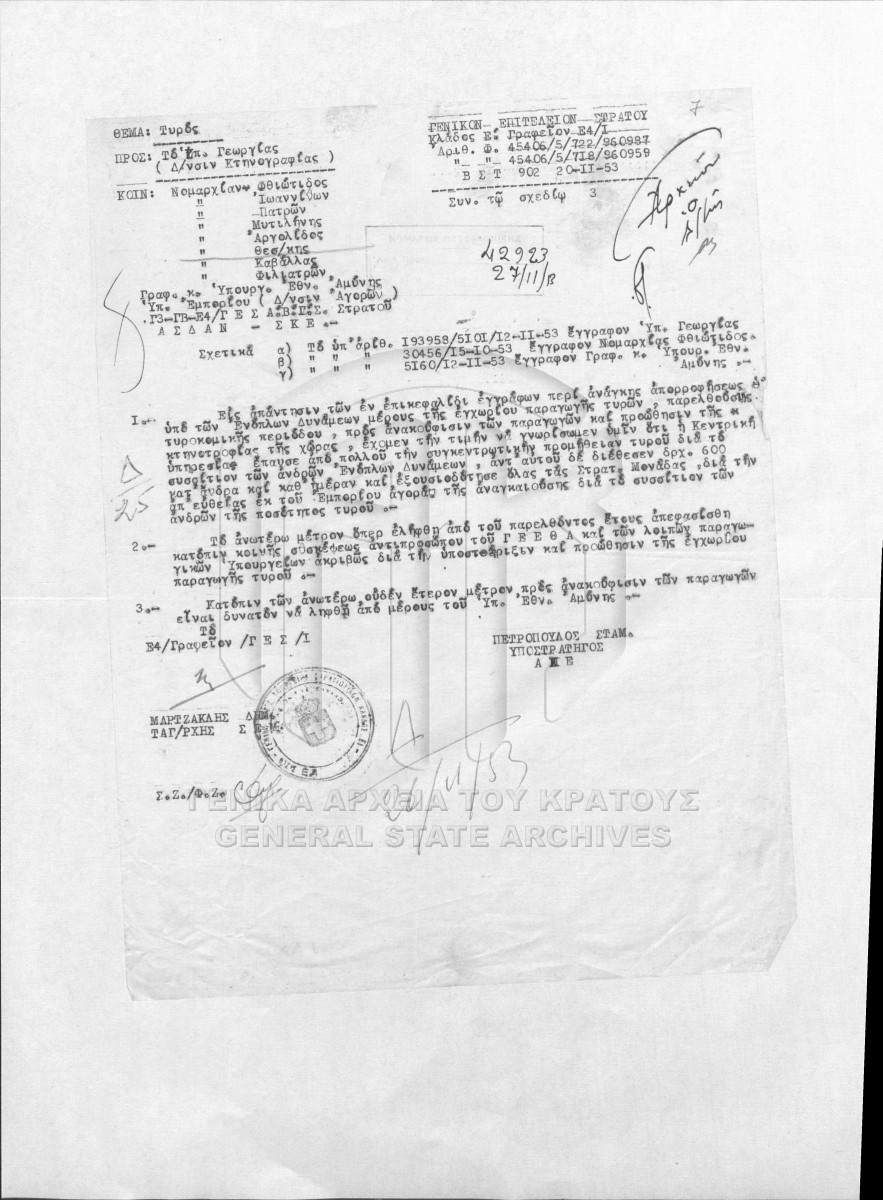 ΘΕΜΑ: Τυρός
ΠΡΟΣ: Τό Ὑπ. Γεωργίας
( Δ/νσιν Κτηνογραφίας )
ΚΟΙΝ: Νομαρχίαν Φθιώτιδος
" Ἰωαννίνων
" Πατρῶν
" Μυτιλήνης
" Ἀργολίδος
" Θεσ/κης
" Καβάλλας
" Φιλιατρῶν
Γραφ. κ. Ὑπουργ. Ἐθν. Ἀμύνης
Ὑπ. Ἐμπορίου ( Δ/νσιν Ἀγορῶν )
Γ3-ΓΒ-Ε4/Γ Ε Σ Α.Β.Γ.Σ. Στρατοῦ
Α Σ Δ Α Ν - Σ Κ Ε .-
ΓΕΝΙΚΟΝ ΕΠΙΤΕΛΕΙΟΝ ΣΤΡΑΤΟΥ
Κλάδος Ε. Γραφεῖον Ε4/Ι
Ἀριθ. Φ. 45406/5/722/960987
" " 45406/5/718/960959
Β Σ Τ 902 20-ΙΙ-53
Συν. τῷ σχεδίῳ 3
7
42923
27/11/Β
Σχετικά α) Τό ὑπ' ἀριθ. Ι93958/5Ι0Ι/Ι2-ΙΙ-53 ἔγγραφον Ὑπ. Γεωργίας
β) " " " 30456/Ι5-Ι0-53 ἔγγραφον Νομαρχίας Φθιώτιδος.
γ) " " " 5Ι60/Ι2-ΙΙ-53 ἔγγραφον Γραφ. κ. Ὑπουρ. Ἐθν.
Ἀμύνης .-
Ι.- Εἰς ἀπάντησιν τῶν ἐν ἐπικεφαλίδι ἐγγράφων περί ἀνάγκης ἀπορροφήσεως
ὑπό τῶν Ἐνόπλων Δυνάμεων μέρους τῆς ἐγχωρίου παραγωγῆς τυρῶν , παρελθούσης
τυροκομικῆς περιόδου , πρός ἀνακούφισιν τῶν παραγωγῶν καί προώθησιν τῆς
κτηνοτροφίας τῆς χώρας , ἔχομεν τήν τιμήν νά γνωρίσωμεν ὑμῖν ὅτι ἡ Κεντρική
ὑπηρεσία ἔπαυσε ἀπό πολλοῦ τήν συγκεντρωτικήν προμήθειαν τυροῦ διά τό
συσσίτιον τῶν ἀνδρῶν Ἐνόπλων Δυνάμεων , ἀντ αὐτοῦ δέ διέθεσεν δρχ. 600
κατ ἄνδρα καί καθ ἡμέραν καί ἐξουσιοδότησε ὅλας τάς Στρατ. Μονάδας , διά τήν
ἀπ εὐθείας ἐκ τοῦ Ἐμπορίου ἀγοράς τῆς ἀναγκαιούσης διά τό συσσίτιον τῶν
ἀνδρῶν της ποσότητος τυροῦ .-
2.- Τό ἀνωτέρω μέτρον ὅπερ ἐλήφθη ἀπό τοῦ παρελθόντος ἔτους ἀπεφασίσθη
κατόπιν κοινῆς συσκέψεως ἀντιπροσώπου τοῦ Γ Ε Ε Θ Α καί τῶν λοιπῶν παραγω-
γικῶν Ὑπουργείων ἀκριβῶς διά τήν ὑποστήριξιν καί προώθησιν τῆς ἐγχωρίου
παραγωγῆς τυροῦ .-
3.- Κατόπιν τῶν ἀνωτέρω οὐδέν ἕτερον μέτρον πρός ἀνακούφισιν τῶν παραγωγῶν
εἶναι δυνατόν νά ληφθῇ ἀπό μέρους τοῦ Ὑπ. Ἐθν. Ἀμύνης .-
Τό
Ε4/Γραφεῖον /Γ Ε Σ /Ι
ΠΕΤΡΟΠΟΥΛΟΣ ΣΤΑΜ.
ΥΠΟΣΤΡΑΤΗΓΟΣ
ΜΑΡΤΖΑΚΛΗΣ ΔΗΜ.
ΤΑΓ/ΡΧΗΣ
Σ.Ζ./Φ.Ζ.
ΓΕΝΙΚΑ ΑΡΧΕΙΑ ΤΟΥ ΚΡΑΤΟΥΣ
GENERAL STATE ARCHIVES